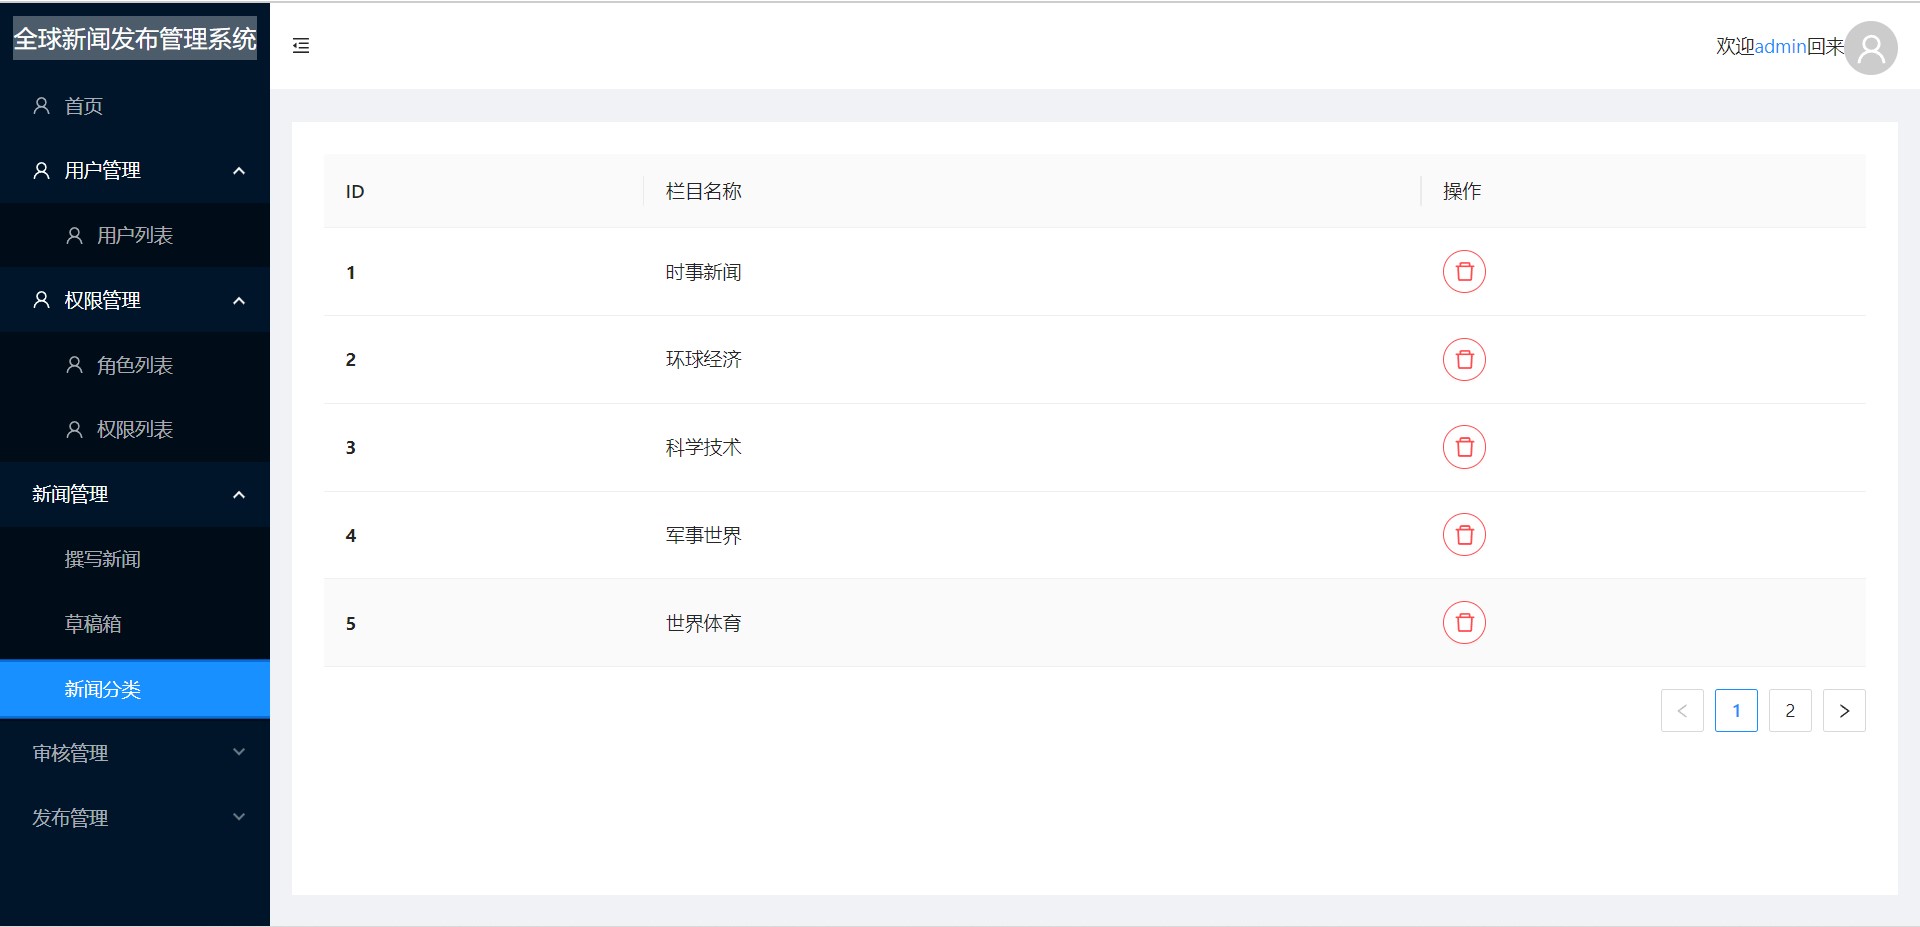 全球新闻发布管理系统
欢迎admin回来
首页
用户管理
用户列表
权限管理
角色列表
权限列表
新闻管理
撰写新闻
草稿箱
新闻分类
审核管理
发布管理
ID 栏目名称 操作
1 时事新闻
2 环球经济
3 科学技术
4 军事世界
5 世界体育
< 1 2 >